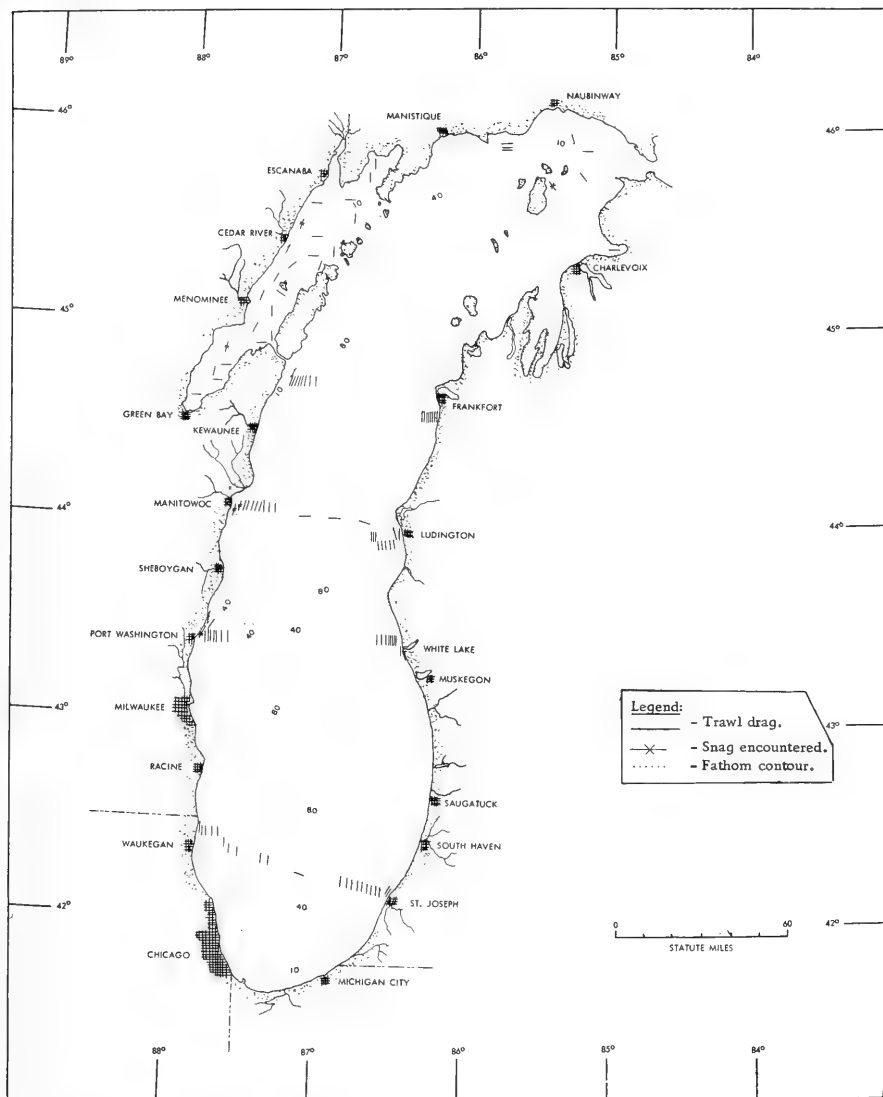 89° 88° 87° 86° 85° 84°
NAUBINWAY
MANISTIQUE
46° 46°
10
ESCANABA
40
10
CEDAR RIVER
CHARLEVOIX
MENOMINEE
45° 45°
80
10
FRANKFORT
GREEN BAY
KEWAUNEE
MANITOWOC
44° 44°
LUDINGTON
SHEBOYGAN
80
40
40
40
PORT WASHINGTON
WHITE LAKE
MUSKEGON
MILWAUKEE
43° 43°
80
Legend:
- Trawl drag.
- Snag encountered.
- Fathom contour.
RACINE
SAUGATUCK
80
WAUKEGAN
SOUTH HAVEN
42° 42°
40
ST. JOSEPH
0 60
STATUTE MILES
CHICAGO
10
MICHIGAN CITY
88° 87° 86° 85° 84°